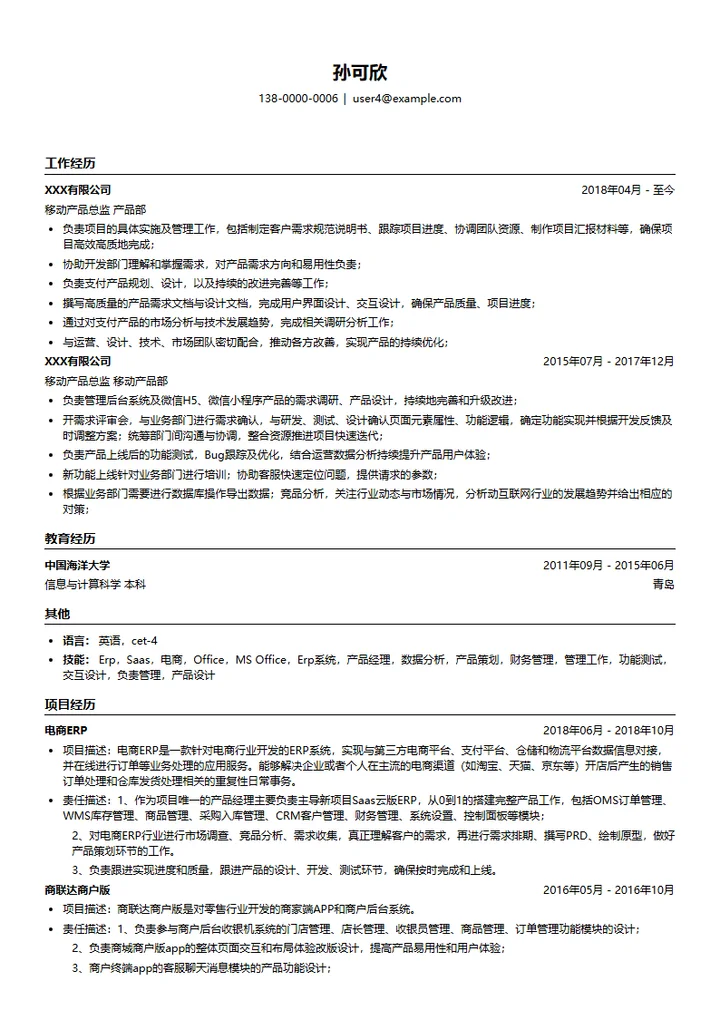 孙可欣
138-0000-0006 | user4@example.com
工作经历
XXX有限公司 2018年04月 - 至今
移动产品总监 产品部
• 负责项目的具体实施及管理工作，包括制定客户需求规范说明书、跟踪项目进度、协调团队资源、制作项目汇报材料等，确保项
目高效高质地完成；
• 协助开发部门理解和掌握需求，对产品需求方向和易用性负责；
• 负责支付产品规划、设计，以及持续的改进完善等工作；
• 撰写高质量的产品需求文档与设计文档，完成用户界面设计、交互设计，确保产品质量、项目进度；
• 通过对支付产品的市场分析与技术发展趋势，完成相关调研分析工作；
• 与运营、设计、技术、市场团队密切配合，推动各方改善，实现产品的持续优化；
XXX有限公司 2015年07月 - 2017年12月
移动产品总监 移动产品部
• 负责管理后台系统及微信H5、微信小程序产品的需求调研、产品设计，持续地完善和升级改进；
• 开需求评审会，与业务部门进行需求确认，与研发、测试、设计确认页面元素属性、功能逻辑，确定功能实现并根据开发反馈及
时调整方案；统筹部门间沟通与协调，整合资源推进项目快速迭代；
• 负责产品上线后的功能测试，Bug跟踪及优化，结合运营数据分析持续提升产品用户体验；
• 新功能上线针对业务部门进行培训；协助客服快速定位问题，提供请求的参数；
• 根据业务部门需要进行数据库操作导出数据；竞品分析，关注行业动态与市场情况，分析动互联网行业的发展趋势并给出相应的
对策；
教育经历
中国海洋大学 2011年09月 - 2015年06月
信息与计算科学 本科 青岛
其他
• 语言： 英语，cet-4
• 技能： Erp，Saas，电商，Office，MS Office，Erp系统，产品经理，数据分析，产品策划，财务管理，管理工作，功能测试，
交互设计，负责管理，产品设计
项目经历
电商ERP 2018年06月 - 2018年10月
• 项目描述：电商ERP是一款针对电商行业开发的ERP系统，实现与第三方电商平台、支付平台、仓储和物流平台数据信息对接，
并在线进行订单等业务处理的应用服务。能够解决企业或者个人在主流的电商渠道（如淘宝、天猫、京东等）开店后产生的销售
订单处理和仓库发货处理相关的重复性日常事务。
• 责任描述：1、作为项目唯一的产品经理主要负责主导新项目Saas云版ERP，从0到1的搭建完整产品工作，包括OMS订单管理、
WMS库存管理、商品管理、采购入库管理、CRM客户管理、财务管理、系统设置、控制面板等模块；
2、对电商ERP行业进行市场调查、竞品分析、需求收集，真正理解客户的需求，再进行需求排期、撰写PRD、绘制原型，做好
产品策划环节的工作。
3、负责跟进实现进度和质量，跟进产品的设计、开发、测试环节，确保按时完成和上线。
商联达商户版 2016年05月 - 2016年10月
• 项目描述：商联达商户版是对零售行业开发的商家端APP和商户后台系统。
• 责任描述：1、负责参与商户后台收银机系统的门店管理、店长管理、收银员管理、商品管理、订单管理功能模块的设计；
2、负责商城商户版app的整体页面交互和布局体验改版设计，提高产品易用性和用户体验；
3、商户终端app的客服聊天消息模块的产品功能设计；